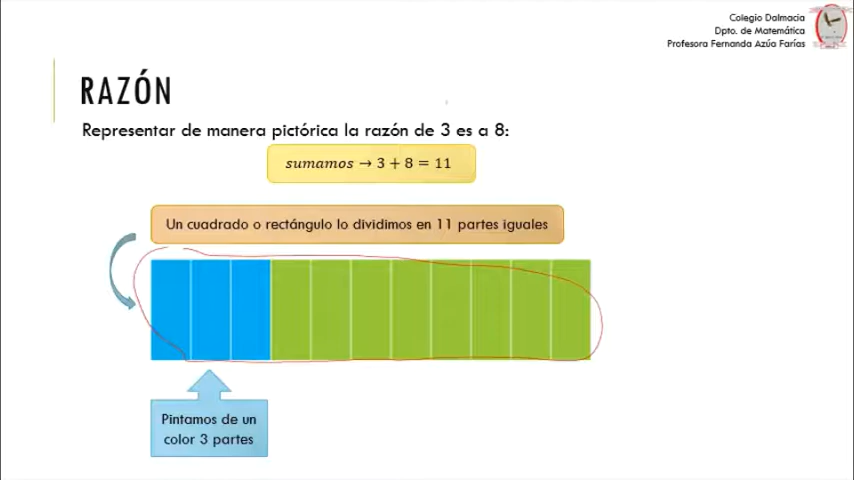 Colegio Dalmacia
Dpto. de Matemática
Profesora Fernanda Azúa Farías
RAZÓN
Representar de manera pictórica la razón de 3 es a 8:
sumamos → 3 + 8 = 11
Un cuadrado o rectángulo lo dividimos en 11 partes iguales
Pintamos de un
color 3 partes